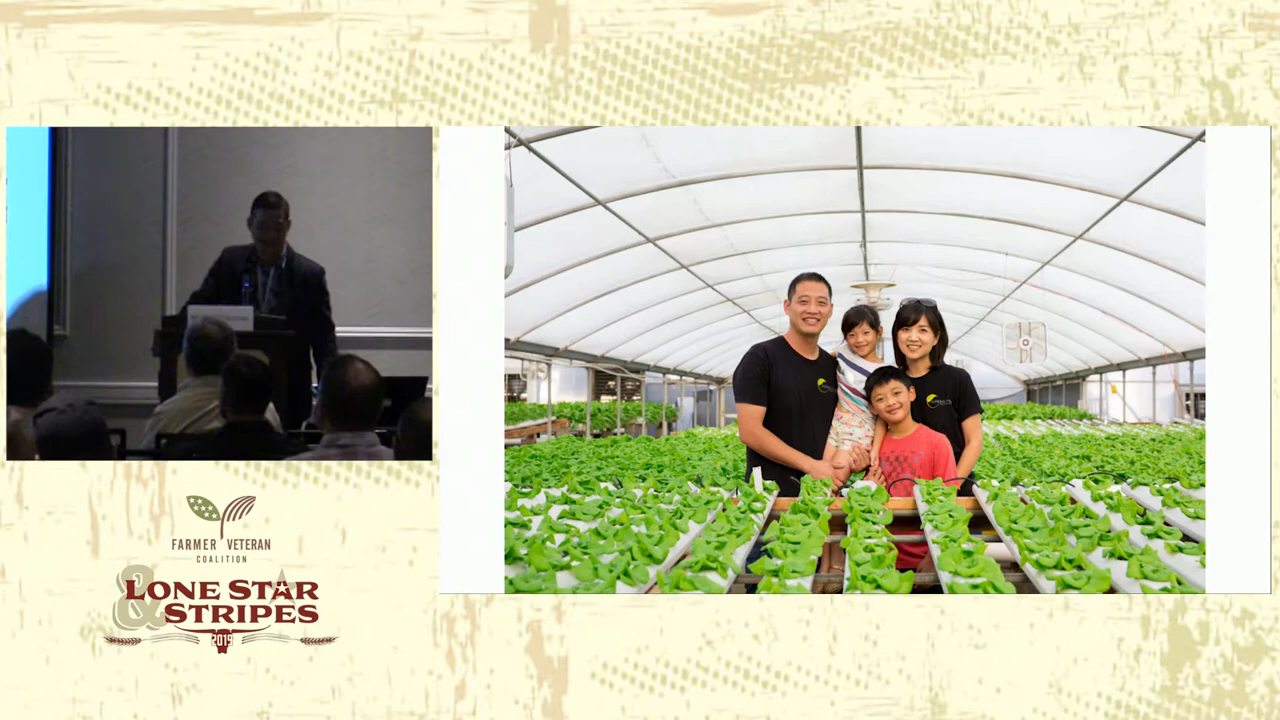 FARMER VETERAN
COALITION
& LONE STAR
STRIPES
2019